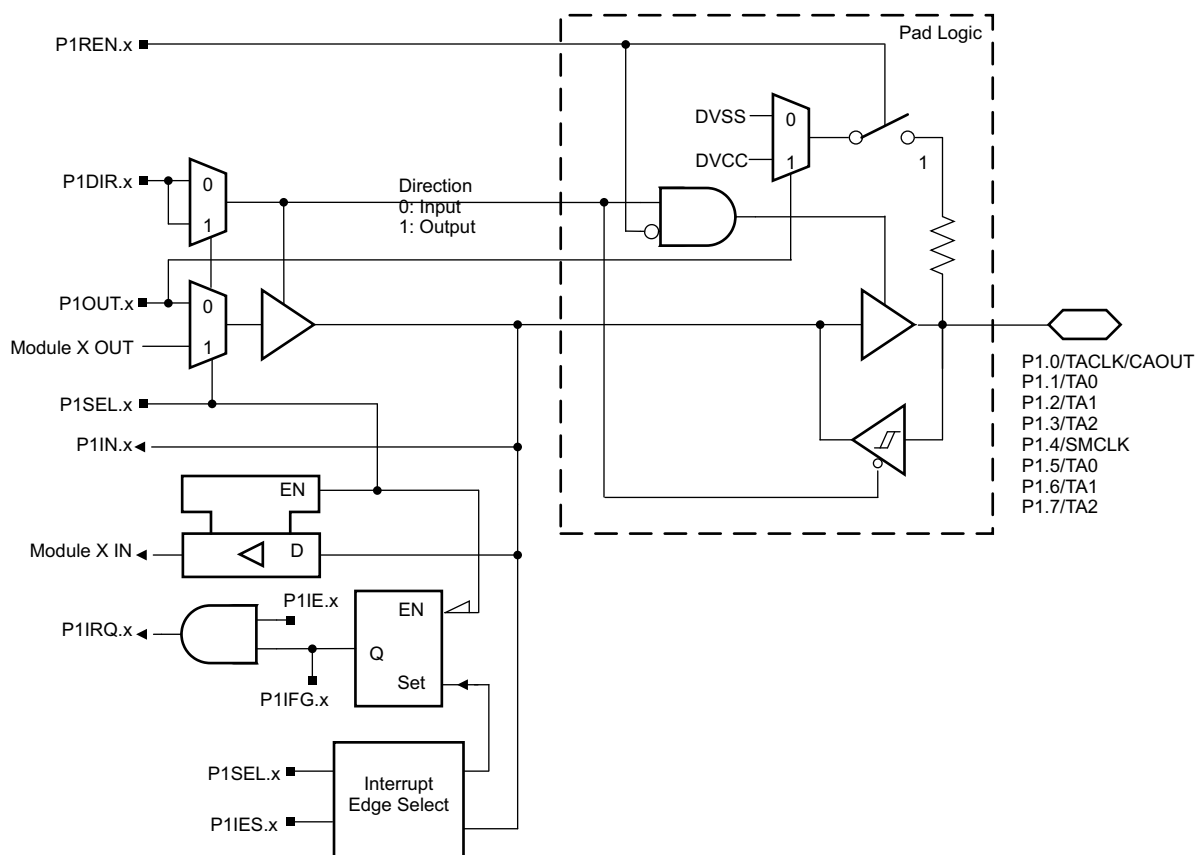 Pad Logic
P1REN.x
DVSS
0
DVCC
1
1
P1DIR.x
0
1
Direction
0: Input
1: Output
P1OUT.x
0
Module X OUT
1
P1SEL.x
P1IN.x
EN
Module X IN
D
P1IE.x
EN
P1IRQ.x
Q
Set
P1IFG.x
P1SEL.x
Interrupt
Edge Select
P1IES.x
P1.0/TACLK/CAOUT
P1.1/TA0
P1.2/TA1
P1.3/TA2
P1.4/SMCLK
P1.5/TA0
P1.6/TA1
P1.7/TA2